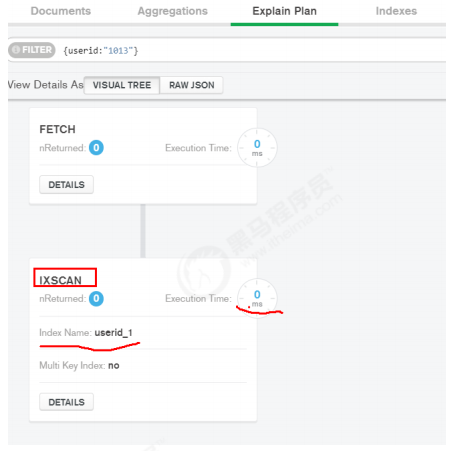 Documents Aggregations Explain Plan Indexes
FILTER {userid:"1013"}
View Details As VISUAL TREE RAW JSON
FETCH
nReturned: 0 Execution Time: 0 ms
DETAILS
黑马程序员
www.itheima.com
IXSCAN
nReturned: 0 Execution Time: 0 ms
Index Name: userid_1
Multi Key Index: no
DETAILS